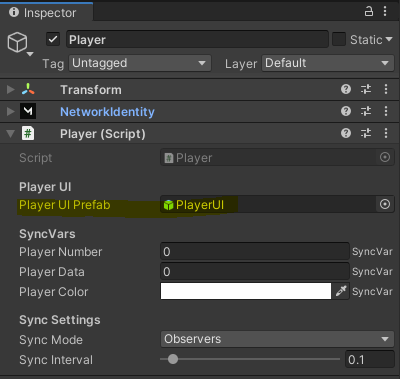 Inspector
Player Static
Tag Untagged Layer Default
Transform
NetworkIdentity
# Player (Script)
Script # Player
Player UI
Player UI Prefab PlayerUI
SyncVars
Player Number 0 SyncVar
Player Data 0 SyncVar
Player Color SyncVar
Sync Settings
Sync Mode Observers
Sync Interval 0.1